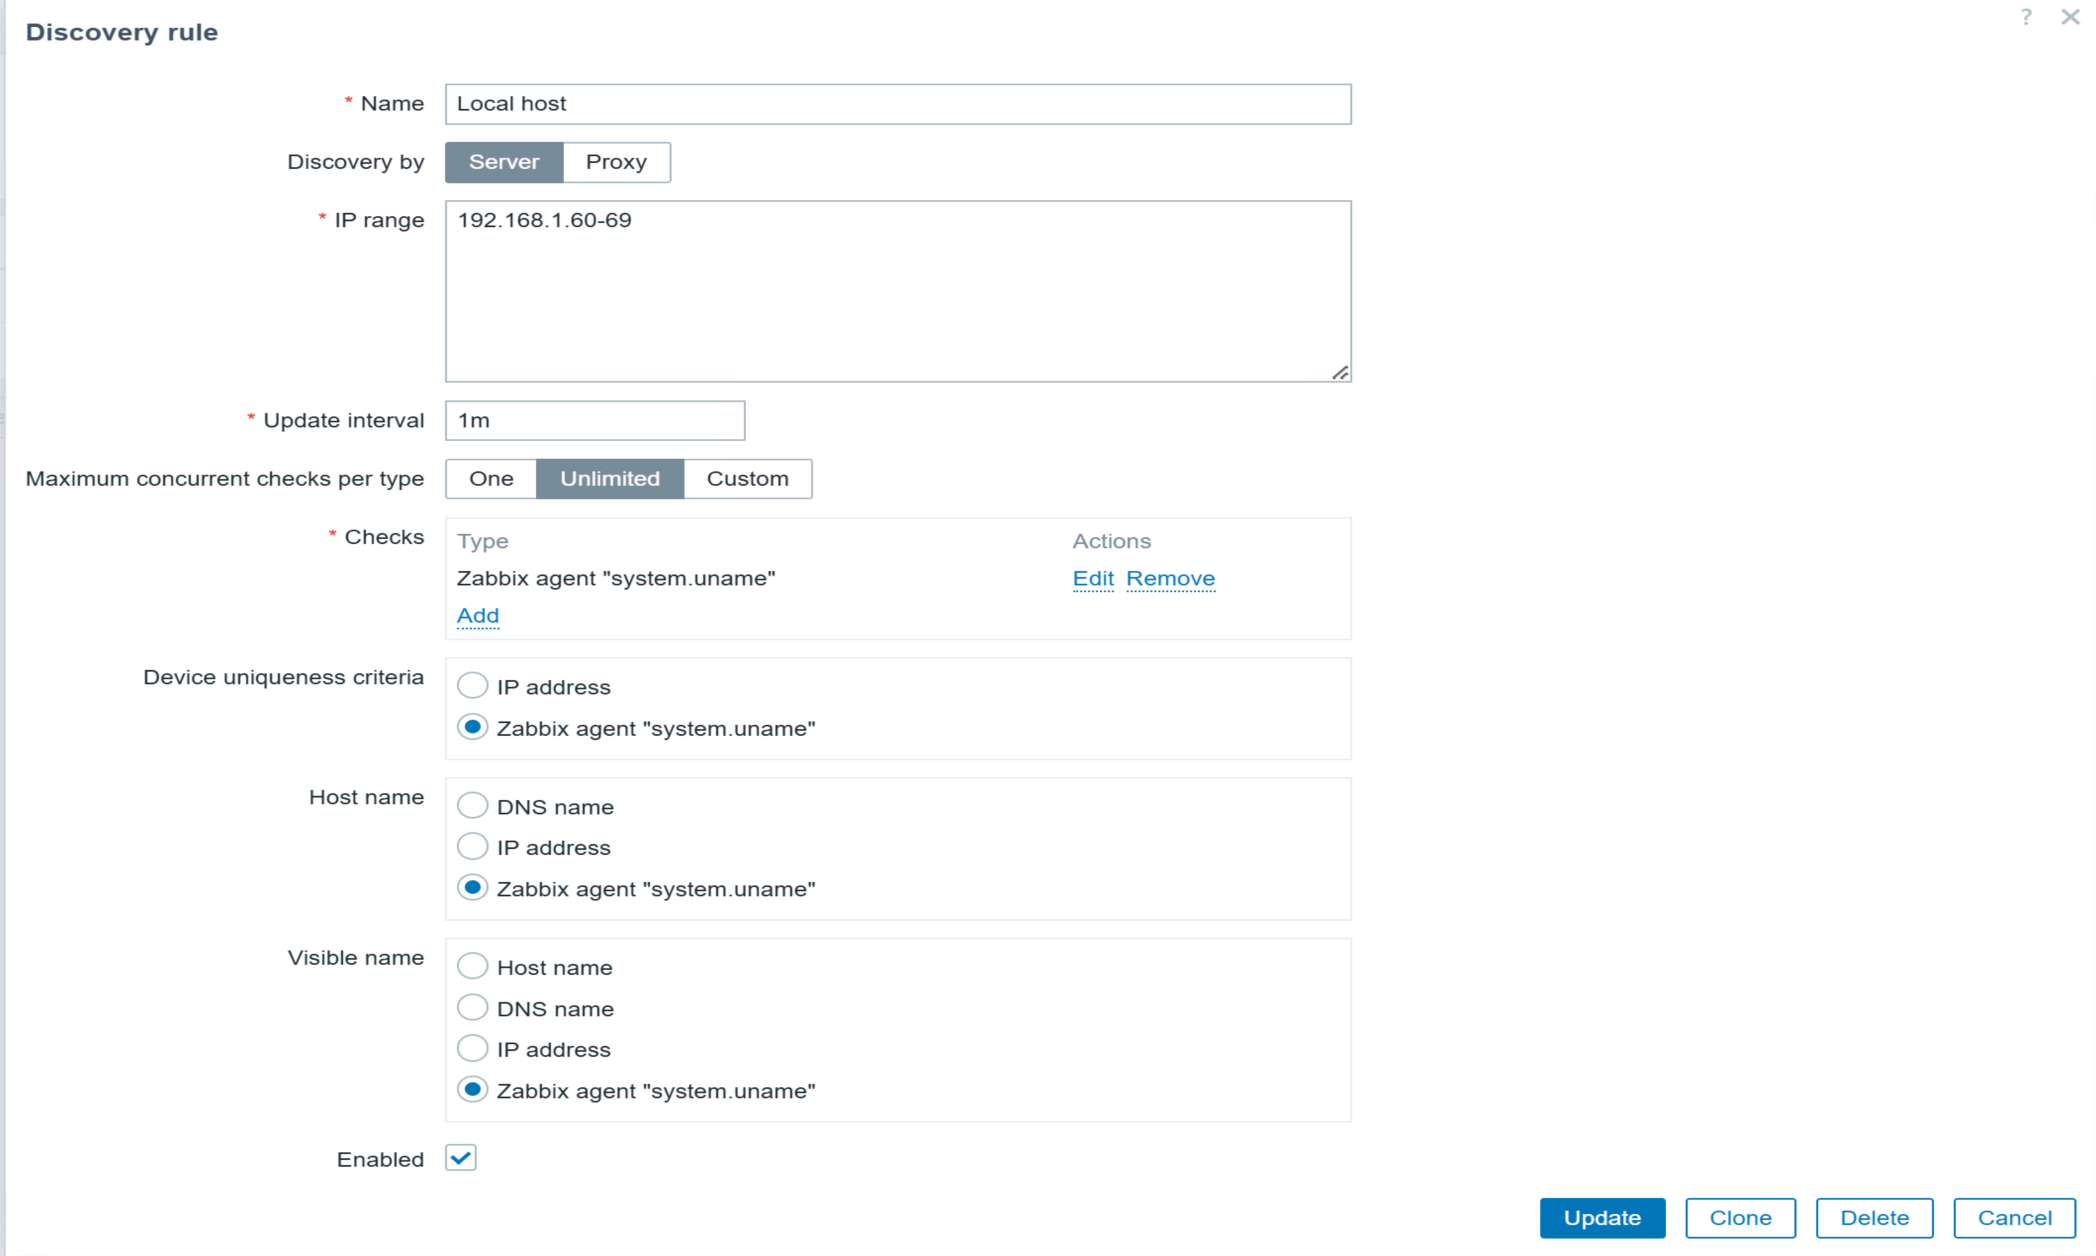 Discovery rule
?
* Name Local host
Discovery by Server Proxy
* IP range 192.168.1.60-69
* Update interval 1m
Maximum concurrent checks per type One Unlimited Custom
* Checks Type Actions
Zabbix agent "system.uname" Edit Remove
Add
Device uniqueness criteria IP address
Zabbix agent "system.uname"
Host name DNS name
IP address
Zabbix agent "system.uname"
Visible name Host name
DNS name
IP address
Zabbix agent "system.uname"
Enabled
Update Clone Delete Cancel